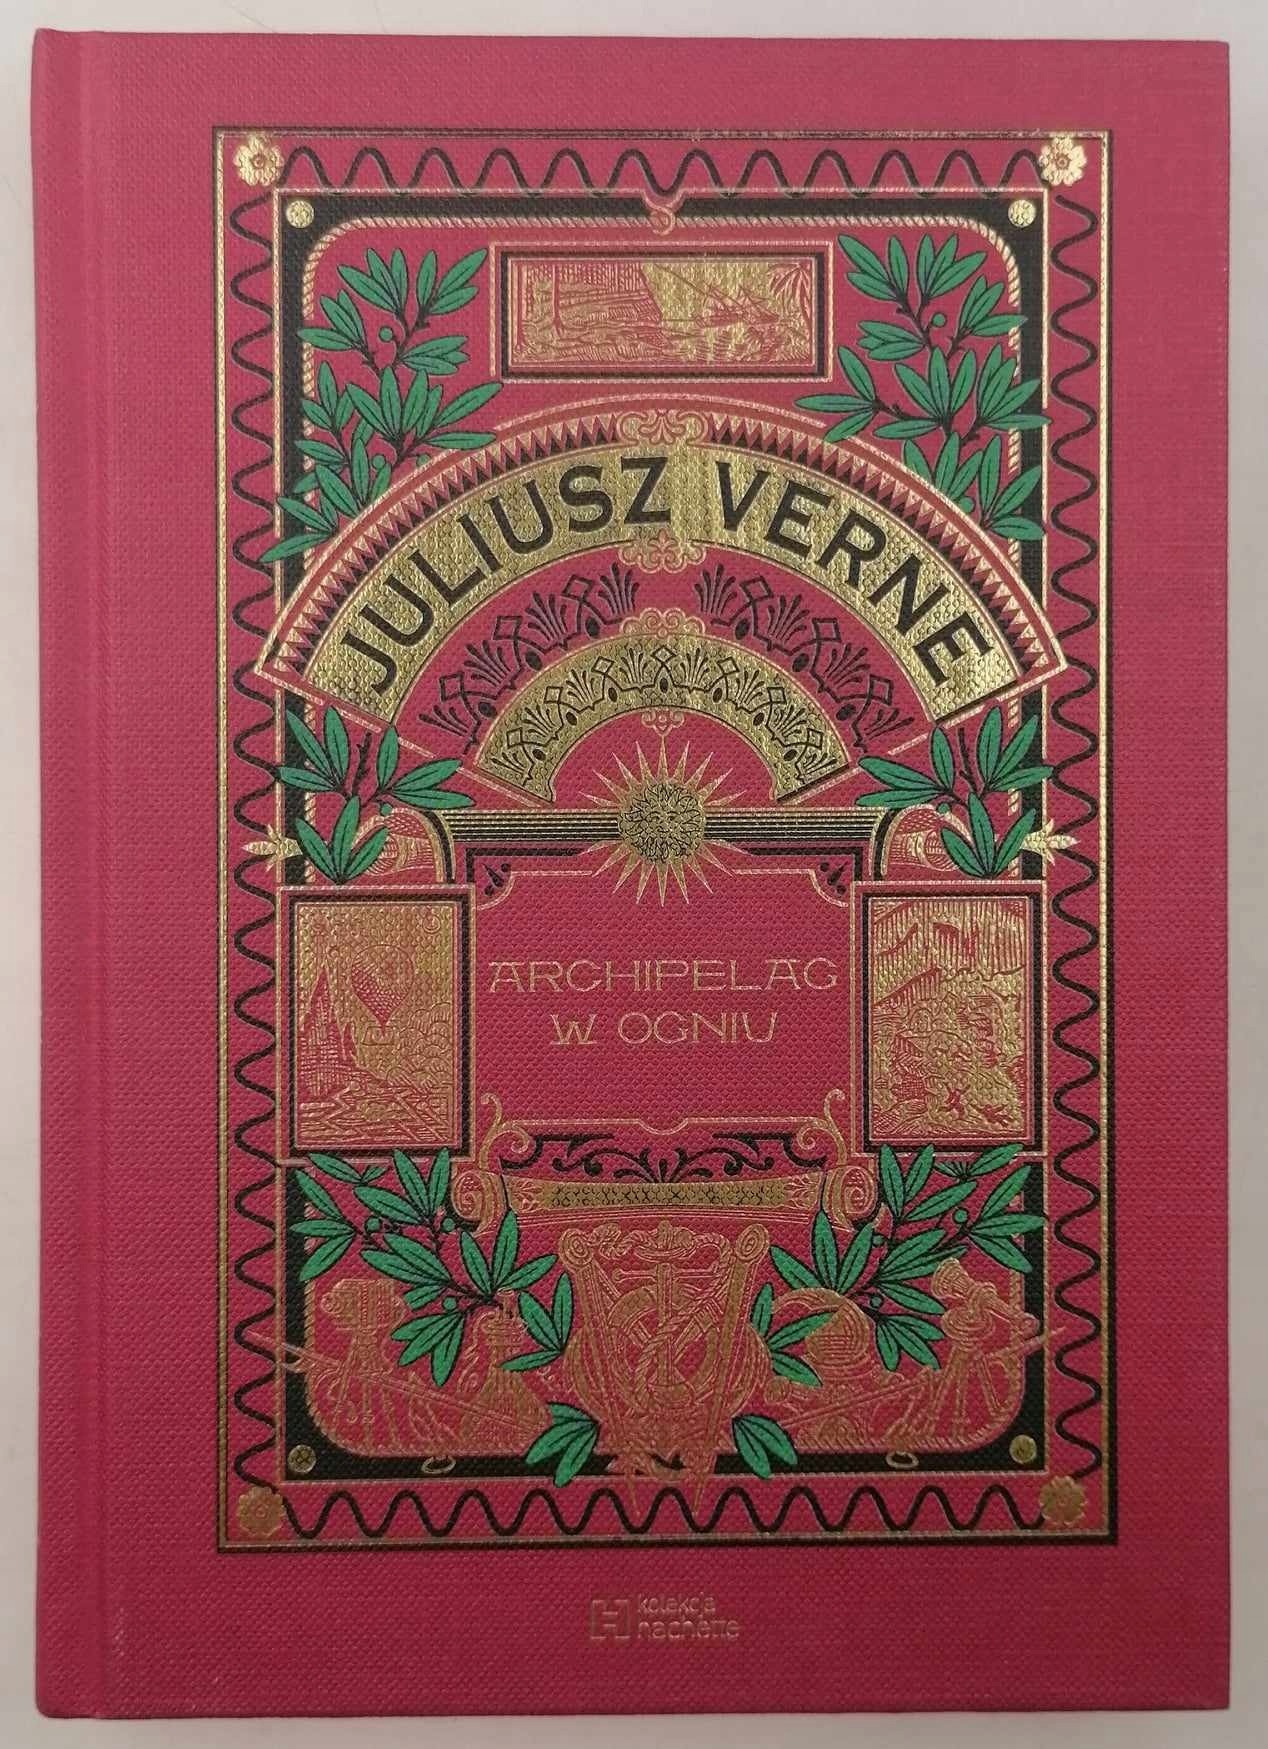 JULIUSZ VERNE
ARCHIPELAG
W OGNIU
H kolekcja
hachette